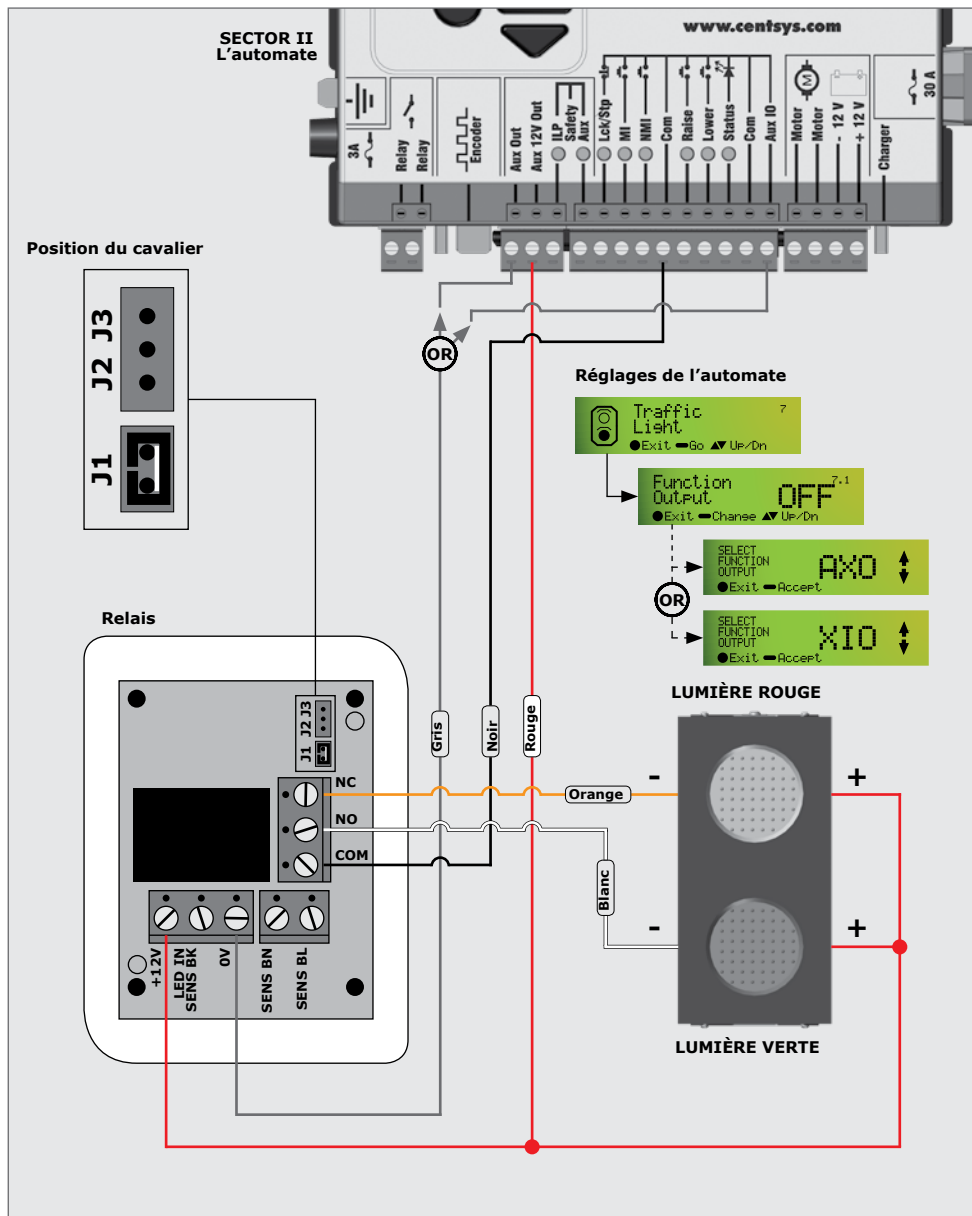 www.centsys.com
SECTOR II
L’automate
3A
Relay
Relay
Encoder
Aux Out
Aux 12V Out
ILP
Safety
Aux
Lck/Stp
MI
NMI
Com
Raise
Lower
Status
Com
Aux IO
M
Motor
Motor
- 12 V
+ 12 V
Charger
30 A
Position du cavalier
J2 J3
J1
OR
Réglages de l’automate
Traffic 7
Light
●Exit ▬Go ▲▼ Up/Dn
Function 7.1
Output OFF
●Exit ▬Change ▲▼ Up/Dn
SELECT
FUNCTION
OUTPUT AXO
●Exit ▬Accept
OR
SELECT
FUNCTION
OUTPUT XIO
●Exit ▬Accept
Relais
J1 J2 J3
NC
NO
COM
+12V
LED IN
SENS BK
0V
SENS BN
SENS BL
Gris
Noir
Rouge
Orange
Blanc
LUMIÈRE ROUGE
- +
- +
LUMIÈRE VERTE